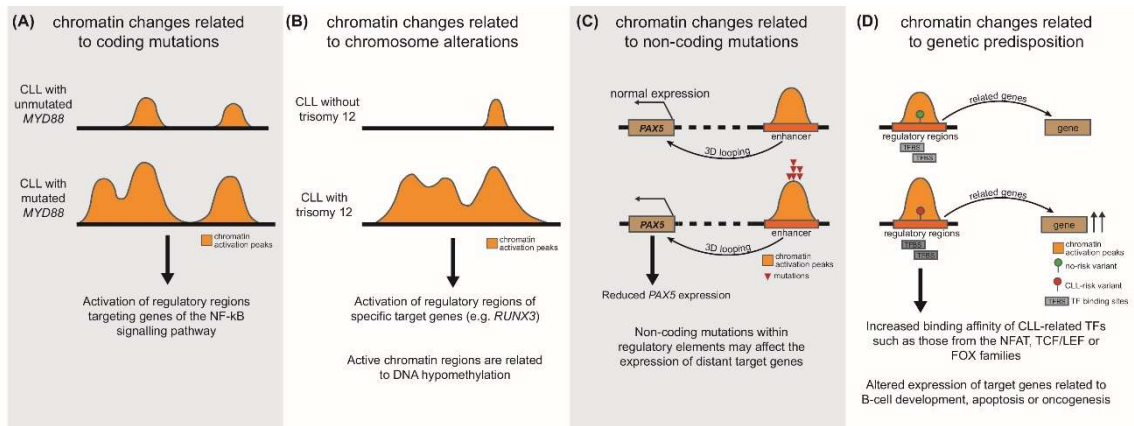 (A) chromatin changes related
to coding mutations
CLL with
unmutated
MYD88
CLL with
mutated
MYD88
chromatin
activation peaks
Activation of regulatory regions
targeting genes of the NF-kB
signalling pathway
(B) chromatin changes related
to chromosome alterations
CLL without
trisomy 12
CLL with
trisomy 12
chromatin
activation peaks
Activation of regulatory regions of
specific target genes (e.g. RUNX3)
Active chromatin regions are related
to DNA hypomethylation
(C) chromatin changes related
to non-coding mutations
normal expression
PAX5
enhancer
3D looping
PAX5
enhancer
3D looping
chromatin
activation peaks
mutations
Reduced PAX5 expression
Non-coding mutations within
regulatory elements may affect the
expression of distant target genes
(D) chromatin changes related
to genetic predisposition
related genes
gene
regulatory regions
TFBS
TFBS
related genes
gene
regulatory regions
TFBS
TFBS
chromatin
activation peaks
no-risk variant
CLL-risk variant
TFBS TF binding sites
Increased binding affinity of CLL-related TFs
such as those from the NFAT, TCF/LEF or
FOX families
Altered expression of target genes related to
B-cell development, apoptosis or oncogenesis